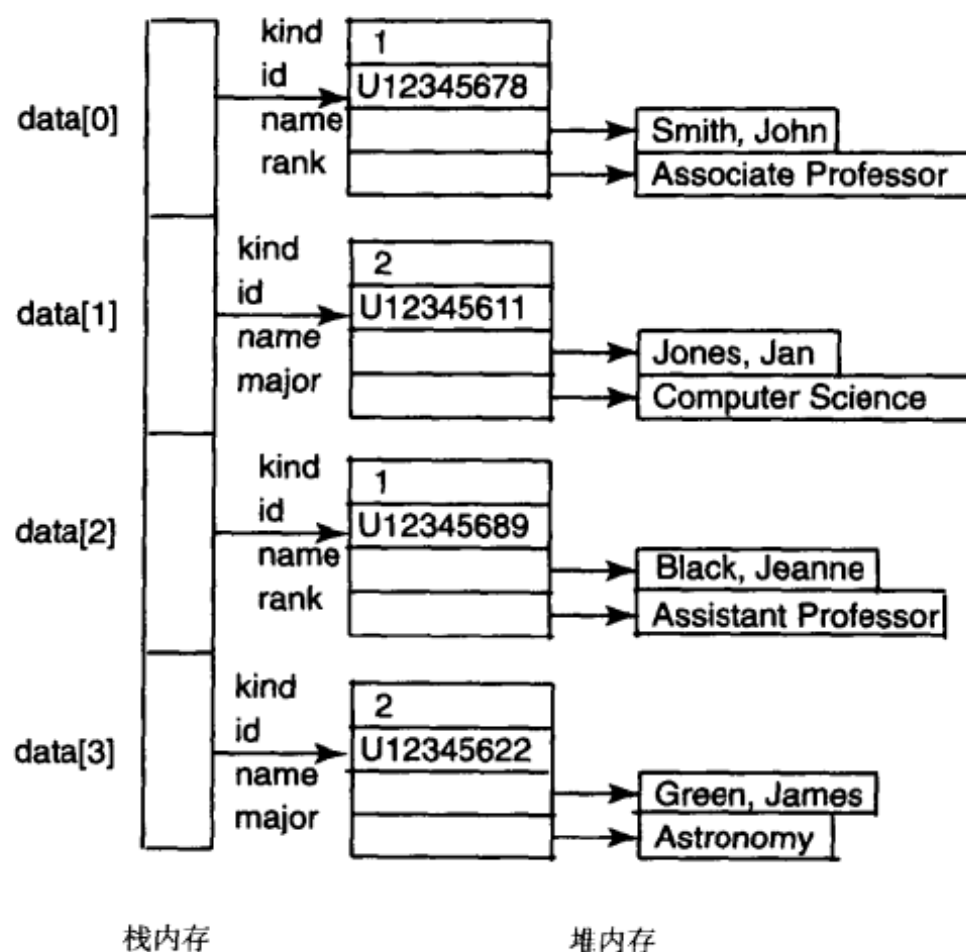 kind
1
id
U12345678
data[0]
name
Smith, John
rank
Associate Professor
kind
2
id
U12345611
data[1]
name
Jones, Jan
major
Computer Science
kind
1
id
U12345689
data[2]
name
Black, Jeanne
rank
Assistant Professor
kind
2
id
U12345622
data[3]
name
Green, James
major
Astronomy
栈内存
堆内存